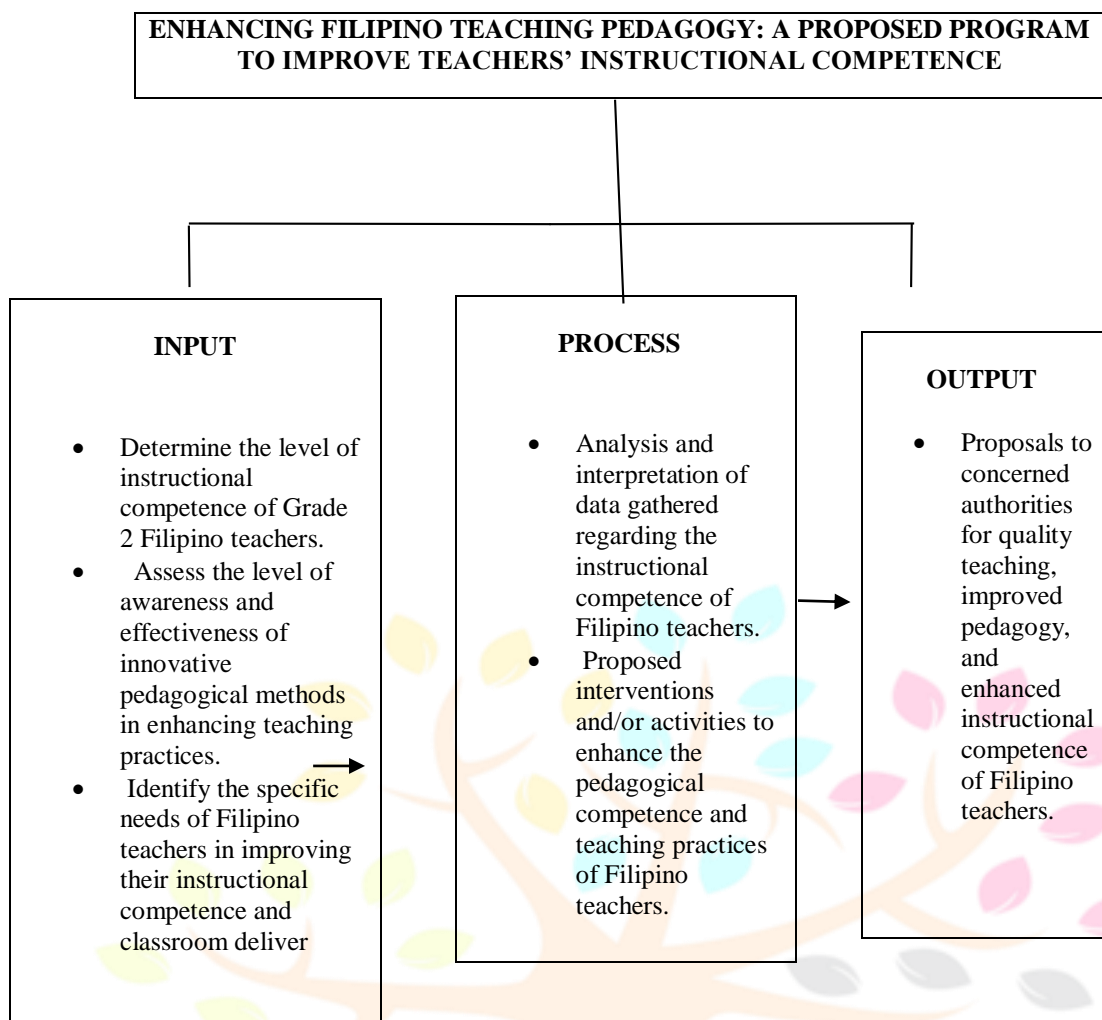 ENHANCING FILIPINO TEACHING PEDAGOGY: A PROPOSED PROGRAM
TO IMPROVE TEACHERS’ INSTRUCTIONAL COMPETENCE
INPUT
• Determine the level of
instructional
competence of Grade
2 Filipino teachers.
• Assess the level of
awareness and
effectiveness of
innovative
pedagogical methods
in enhancing teaching
practices.
• Identify the specific
needs of Filipino
teachers in improving
their instructional
competence and
classroom deliver
PROCESS
• Analysis and
interpretation of
data gathered
regarding the
instructional
competence of
Filipino teachers.
• Proposed
interventions
and/or activities to
enhance the
pedagogical
competence and
teaching practices
of Filipino
teachers.
OUTPUT
• Proposals to
concerned
authorities
for quality
teaching,
improved
pedagogy,
and
enhanced
instructional
competence
of Filipino
teachers.